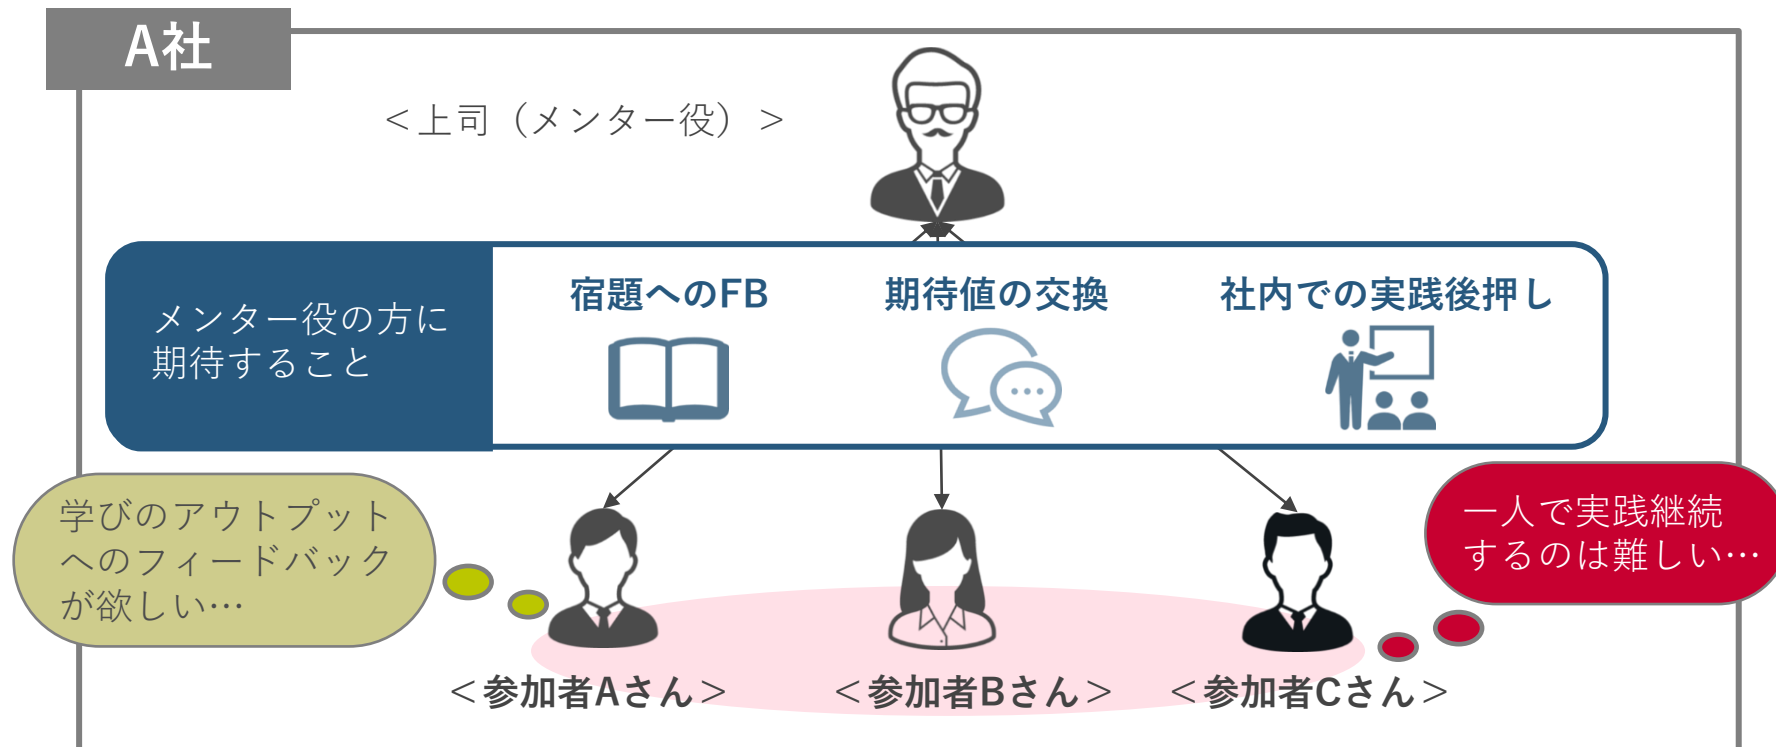 A社
＜上司（メンター役）＞
メンター役の方に
期待すること
宿題へのFB
期待値の交換
社内での実践後押し
学びのアウトプット
へのフィードバック
が欲しい…
一人で実践継続
するのは難しい…
＜参加者Aさん＞
＜参加者Bさん＞
＜参加者Cさん＞